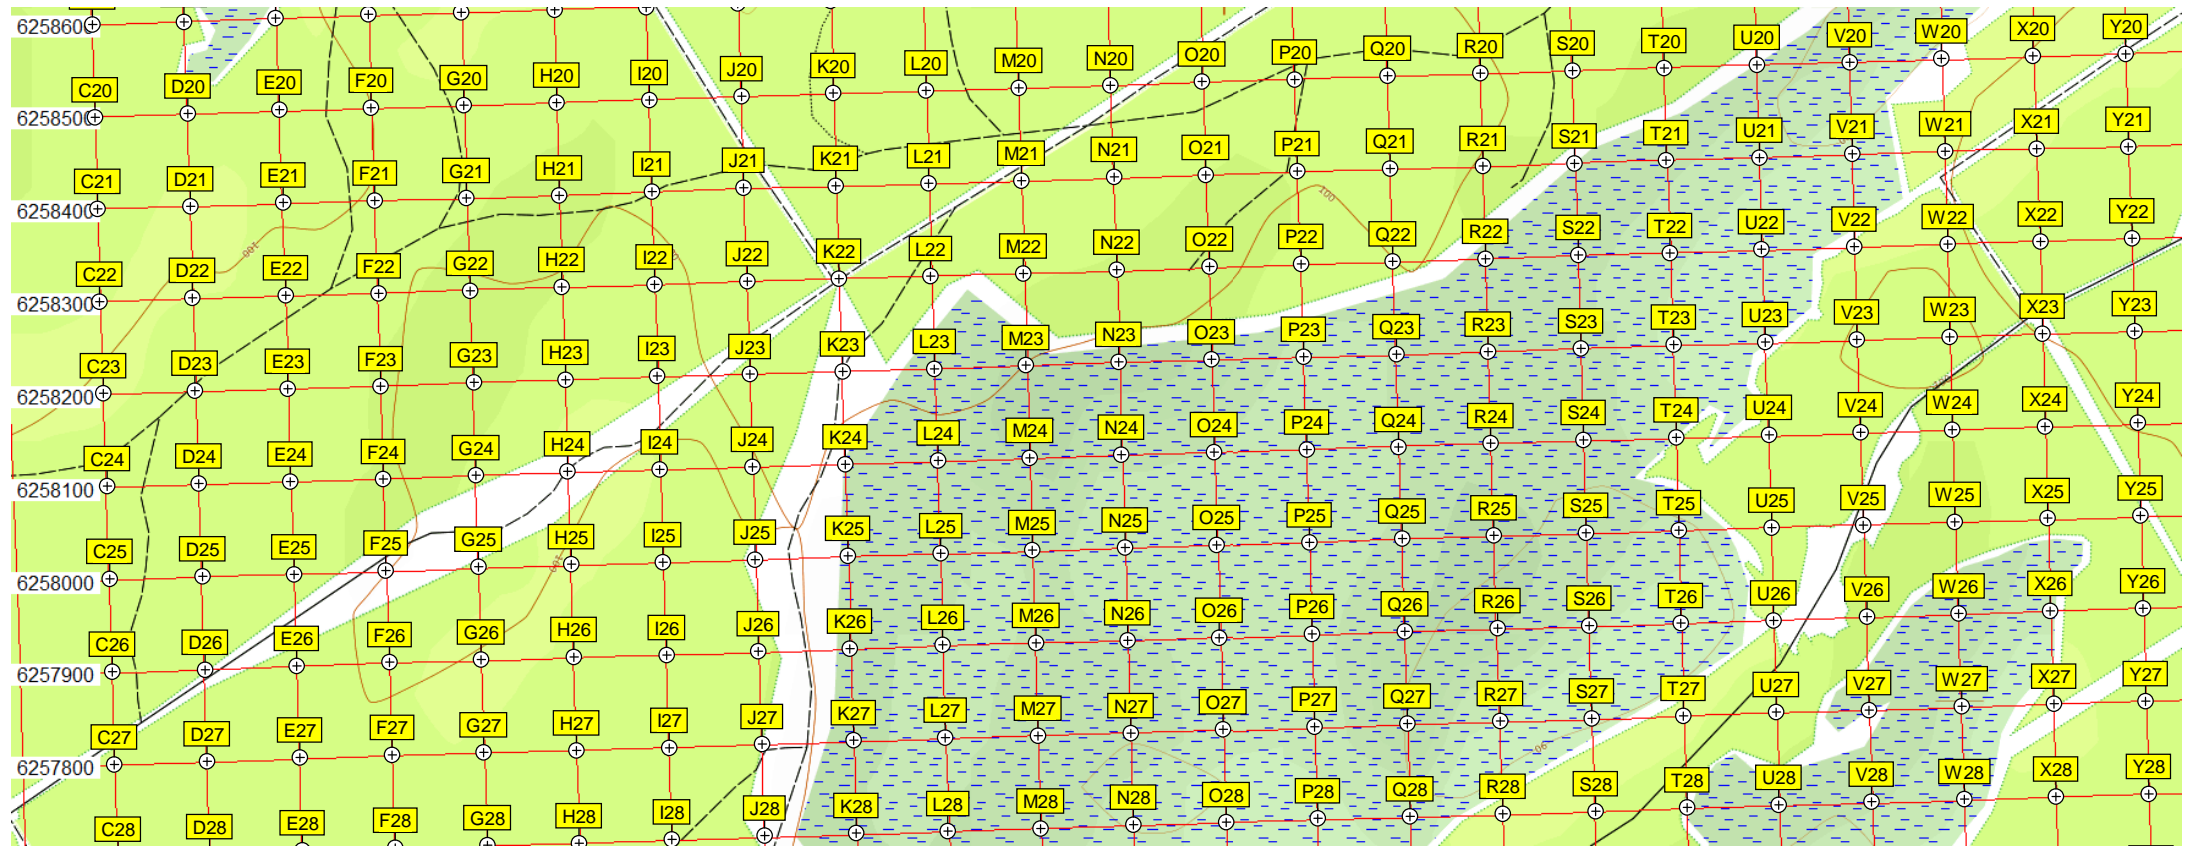 6258600
C20 D20 E20 F20 G20 H20 I20 J20 K20 L20 M20 N20 O20 P20 Q20 R20 S20 T20 U20 V20 W20 X20 Y20
6258500
C21 D21 E21 F21 G21 H21 I21 J21 K21 L21 M21 N21 O21 P21 Q21 R21 S21 T21 U21 V21 W21 X21 Y21
6258400
100
100
C22 D22 E22 F22 G22 H22 I22 J22 K22 L22 M22 N22 O22 P22 Q22 R22 S22 T22 U22 V22 W22 X22 Y22
6258300
C23 D23 E23 F23 G23 H23 I23 J23 K23 L23 M23 N23 O23 P23 Q23 R23 S23 T23 U23 V23 W23 X23 Y23
6258200
C24 D24 E24 F24 G24 H24 I24 J24 K24 L24 M24 N24 O24 P24 Q24 R24 S24 T24 U24 V24 W24 X24 Y24
6258100
C25 D25 E25 F25 G25 H25 I25 J25 K25 L25 M25 N25 O25 P25 Q25 R25 S25 T25 U25 V25 W25 X25 Y25
100
6258000
C26 D26 E26 F26 G26 H26 I26 J26 K26 L26 M26 N26 O26 P26 Q26 R26 S26 T26 U26 V26 W26 X26 Y26
6257900
C27 D27 E27 F27 G27 H27 I27 J27 K27 L27 M27 N27 O27 P27 Q27 R27 S27 T27 U27 V27 W27 X27 Y27
6257800
C28 D28 E28 F28 G28 H28 I28 J28 K28 L28 M28 N28 O28 P28 Q28 R28 S28 T28 U28 V28 W28 X28 Y28